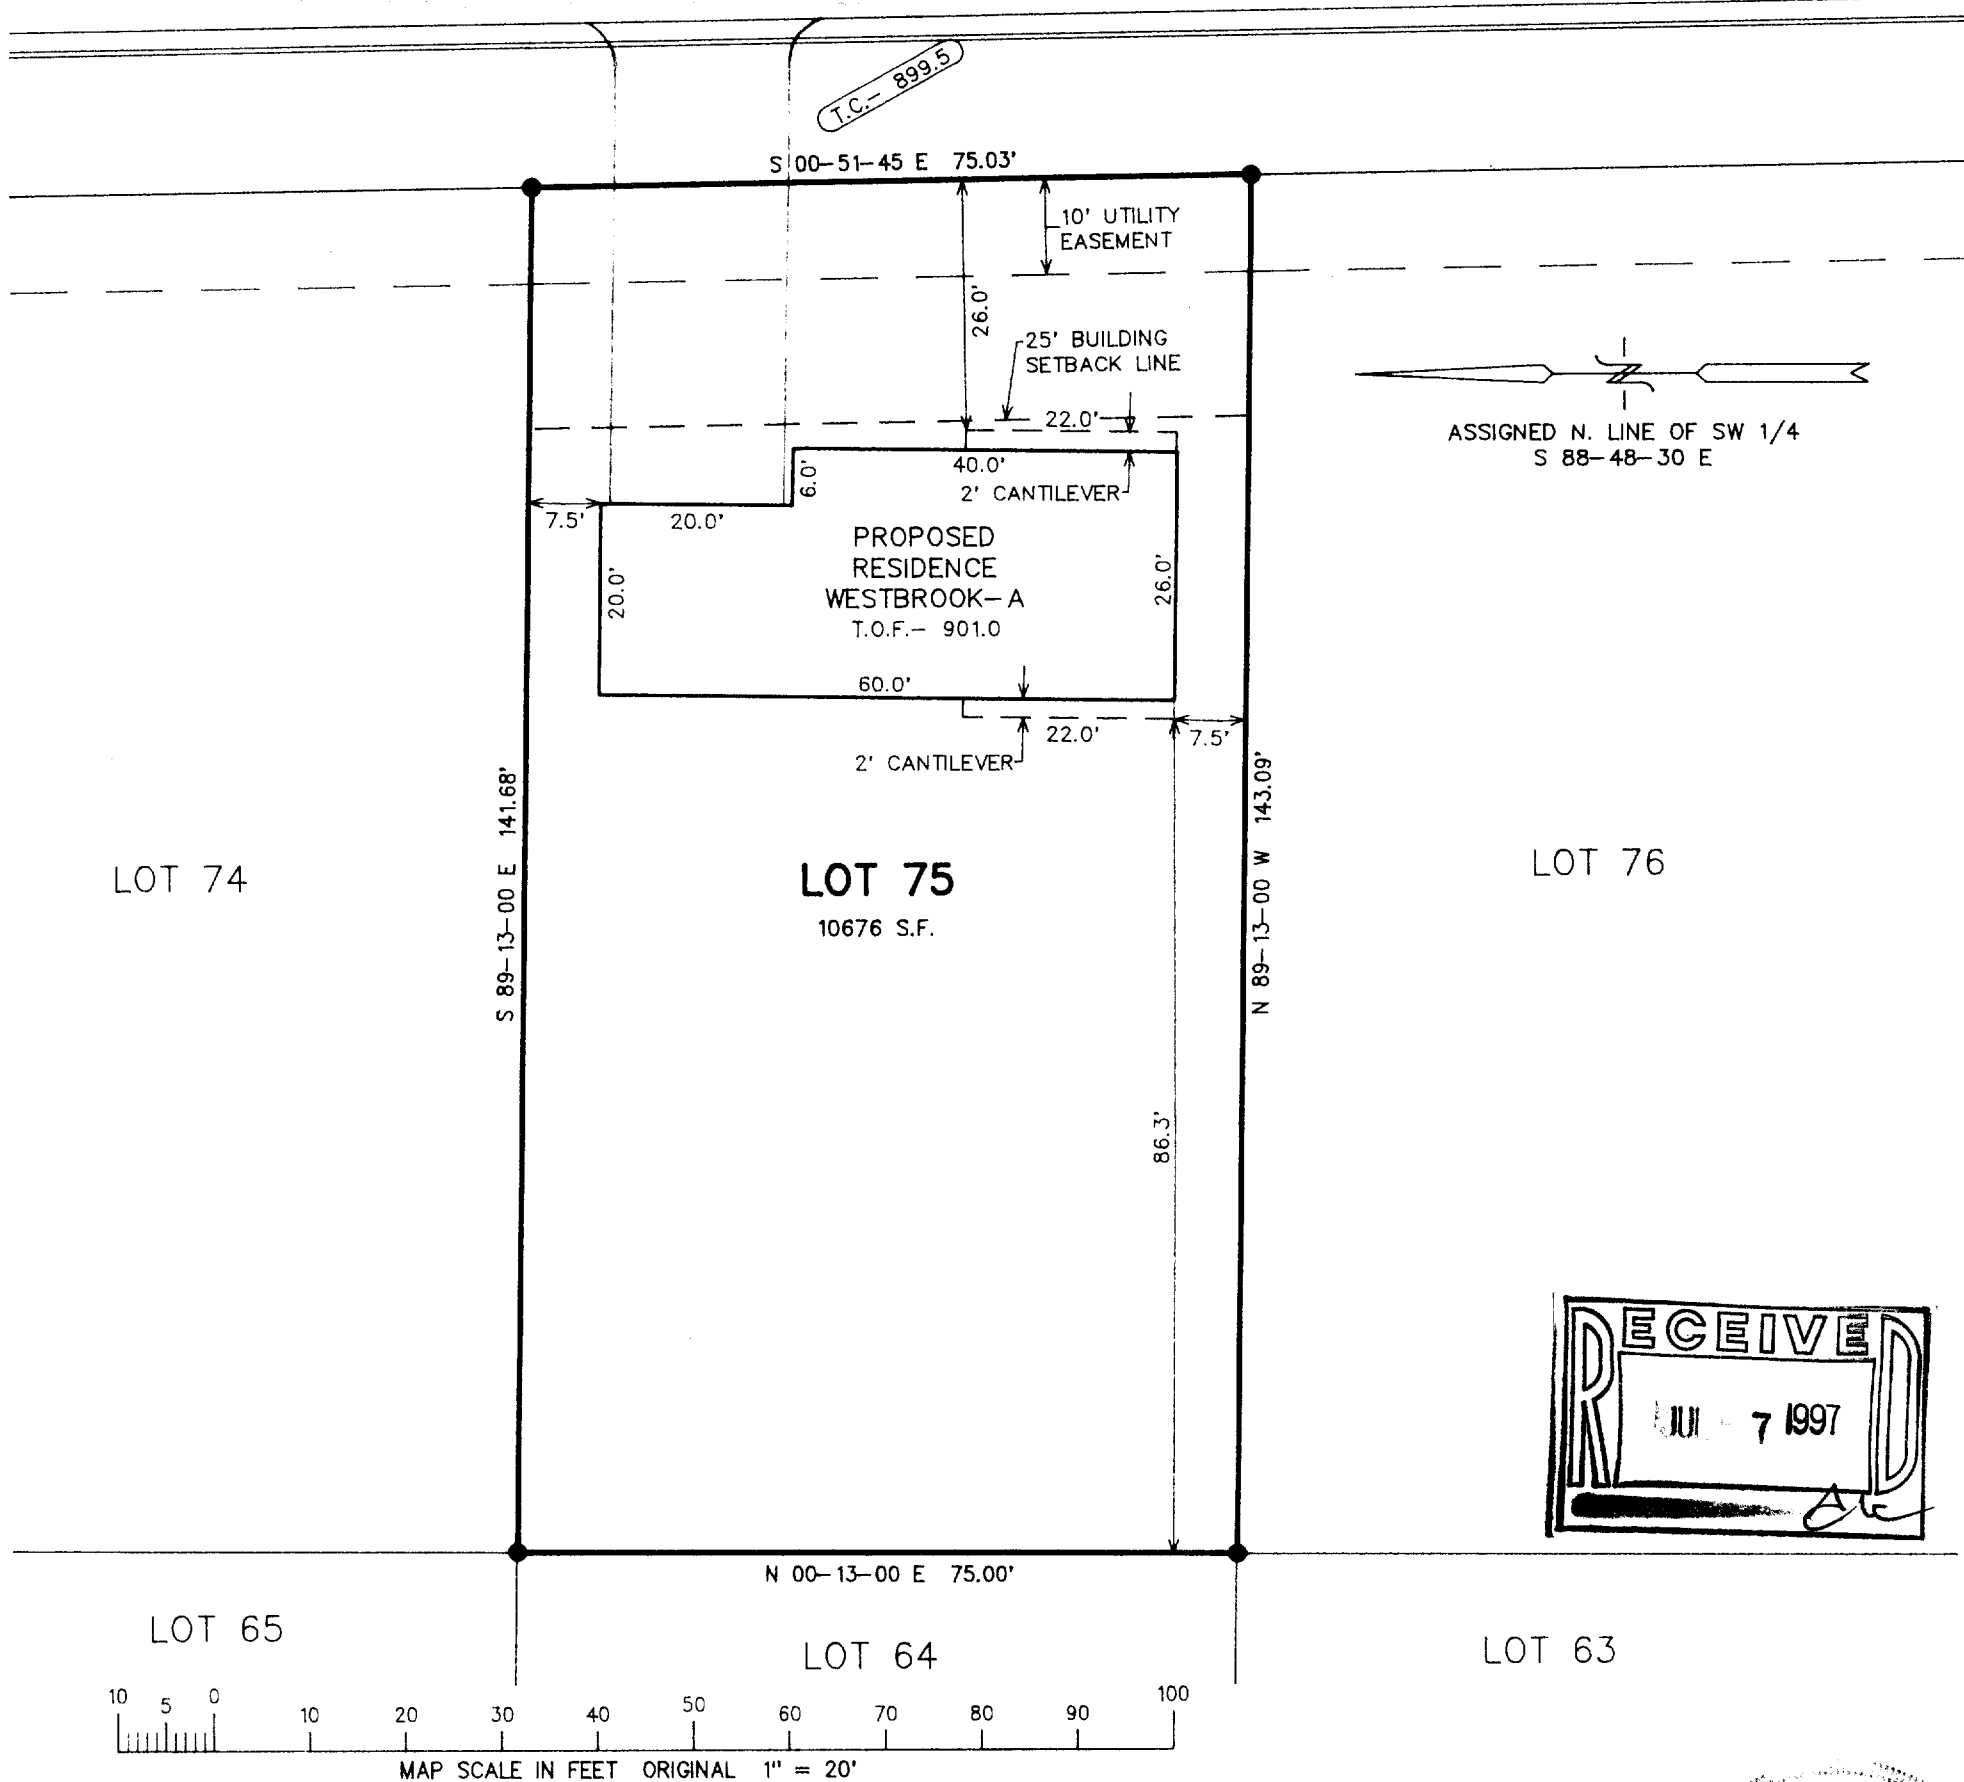 T.C.- 899.5
S 00-51-45 E 75.03'
10' UTILITY
EASEMENT
26.0'
25' BUILDING
SETBACK LINE
22.0'
ASSIGNED N. LINE OF SW 1/4
S 88-48-30 E
40.0'
6.0'
2' CANTILEVER
7.5'
20.0'
PROPOSED
RESIDENCE
WESTBROOK-A
T.O.F.- 901.0
20.0'
26.0'
60.0'
22.0'
7.5'
2' CANTILEVER
S 89-13-00 E 141.68'
N 89-13-00 W 143.09'
LOT 74
LOT 75
10676 S.F.
LOT 76
86.3'
RECEIVED
JUL - 7 1997
N 00-13-00 E 75.00'
LOT 65
LOT 64
LOT 63
10 5 0 10 20 30 40 50 60 70 80 90 100
MAP SCALE IN FEET ORIGINAL 1" = 20'